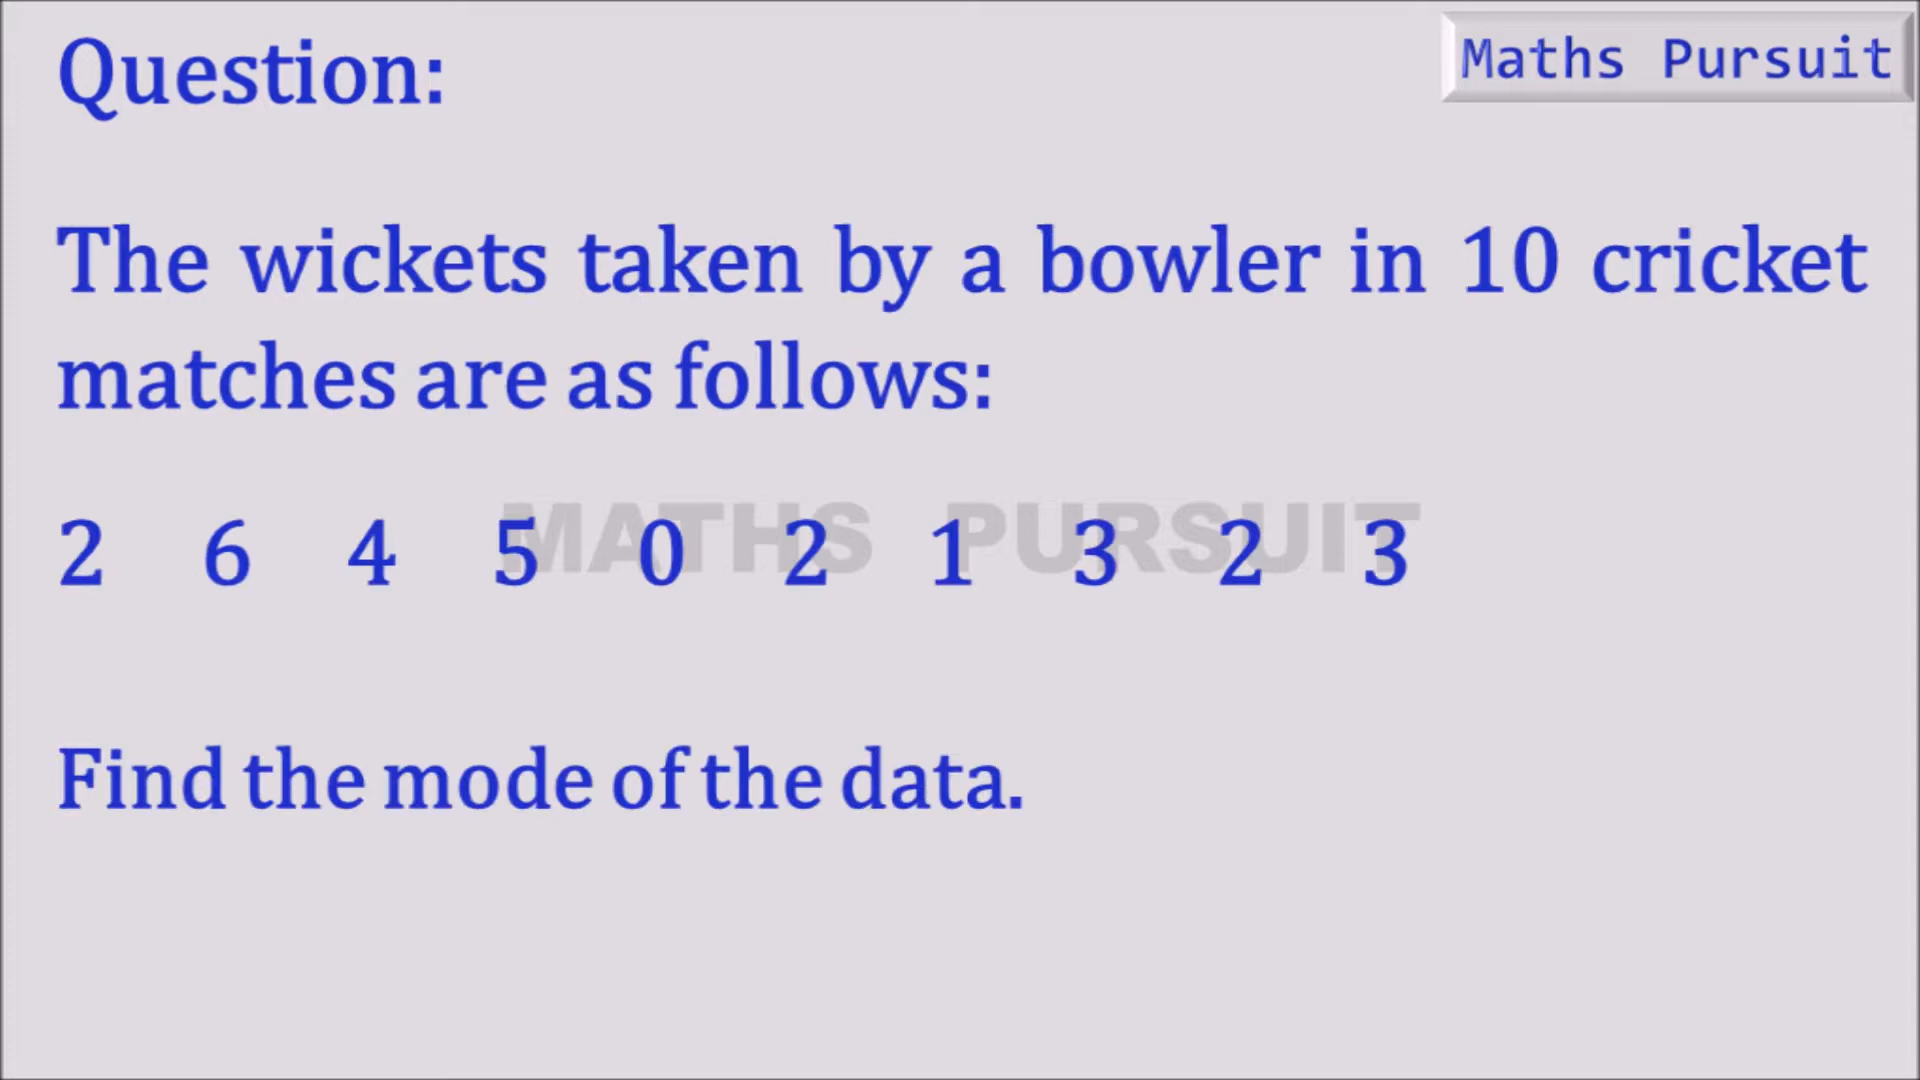 Question:
Maths Pursuit
The wickets taken by a bowler in 10 cricket
matches are as follows:
MATHS PURSUIT
2 6 4 5 0 2 1 3 2 3
Find the mode of the data.